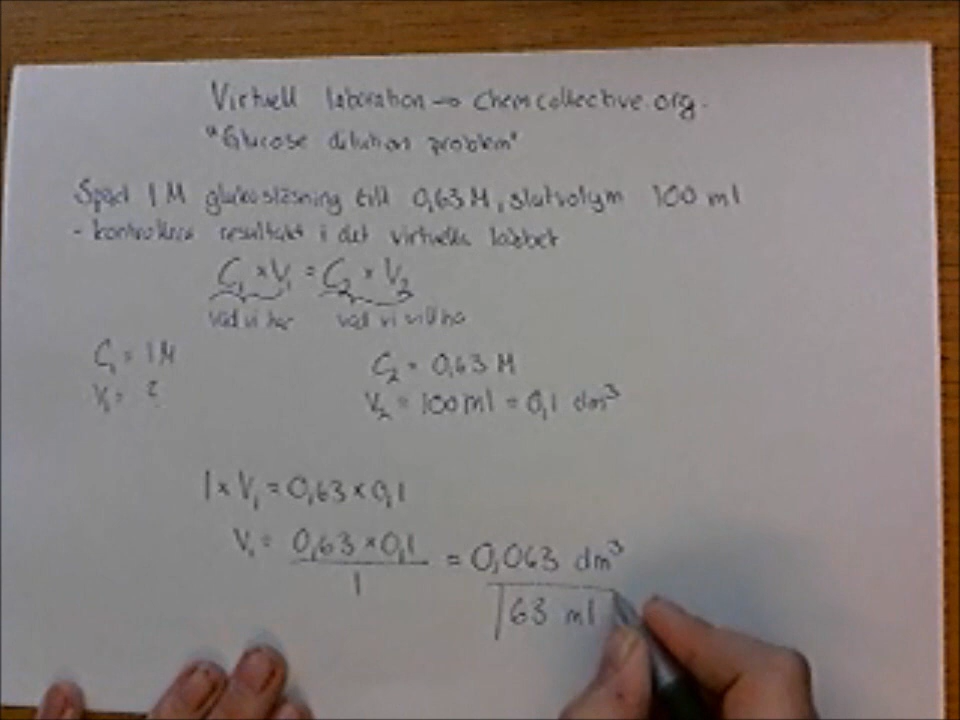 Virtuell laboration → chemcollective.org.
"Glucose dilution problem"
Späd 1 M glukoslösning till 0,63 M, slutvolym 100 ml
- kontrollera resultatet i det virtuella labbet
C₁ × V₁ = C₂ × V₂
vad vi har vad vi vill ha
C₁ = 1 M
V₁ = ?
C₂ = 0,63 M
V₂ = 100 ml = 0,1 dm³
1 × V₁ = 0,63 × 0,1
V₁ = 0,63 × 0,1 / 1 = 0,063 dm³
63 ml